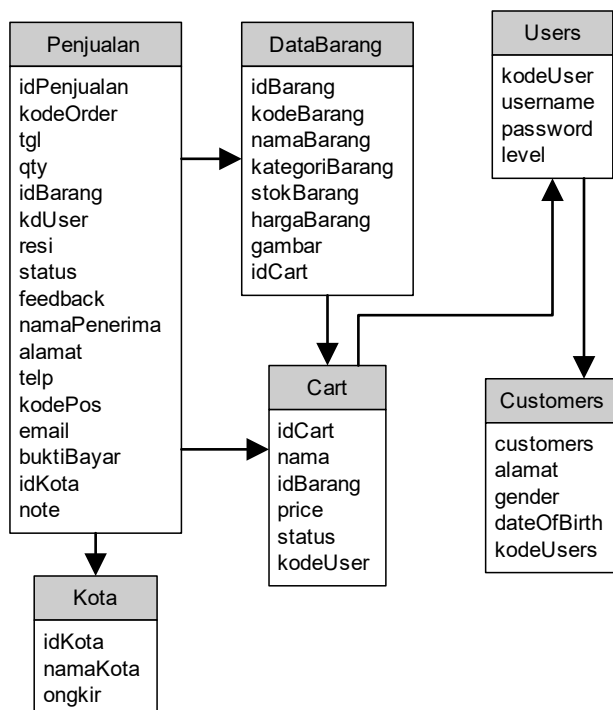 Penjualan
idPenjualan
kodeOrder
tgl
qty
idBarang
kdUser
resi
status
feedback
namaPenerima
alamat
telp
kodePos
email
buktiBayar
idKota
note
DataBarang
idBarang
kodeBarang
namaBarang
kategoriBarang
stokBarang
hargaBarang
gambar
idCart
Users
kodeUser
username
password
level
Cart
idCart
nama
idBarang
price
status
kodeUser
Customers
customers
alamat
gender
dateOfBirth
kodeUsers
Kota
idKota
namaKota
ongkir